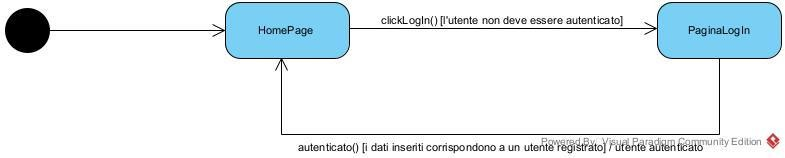 HomePage
clickLogIn() [l'utente non deve essere autenticato]
PaginaLogIn
Powered By Visual Paradigm Community Edition
autenticato() [i dati inseriti corrispondono a un utente registrato] / utente autenticato